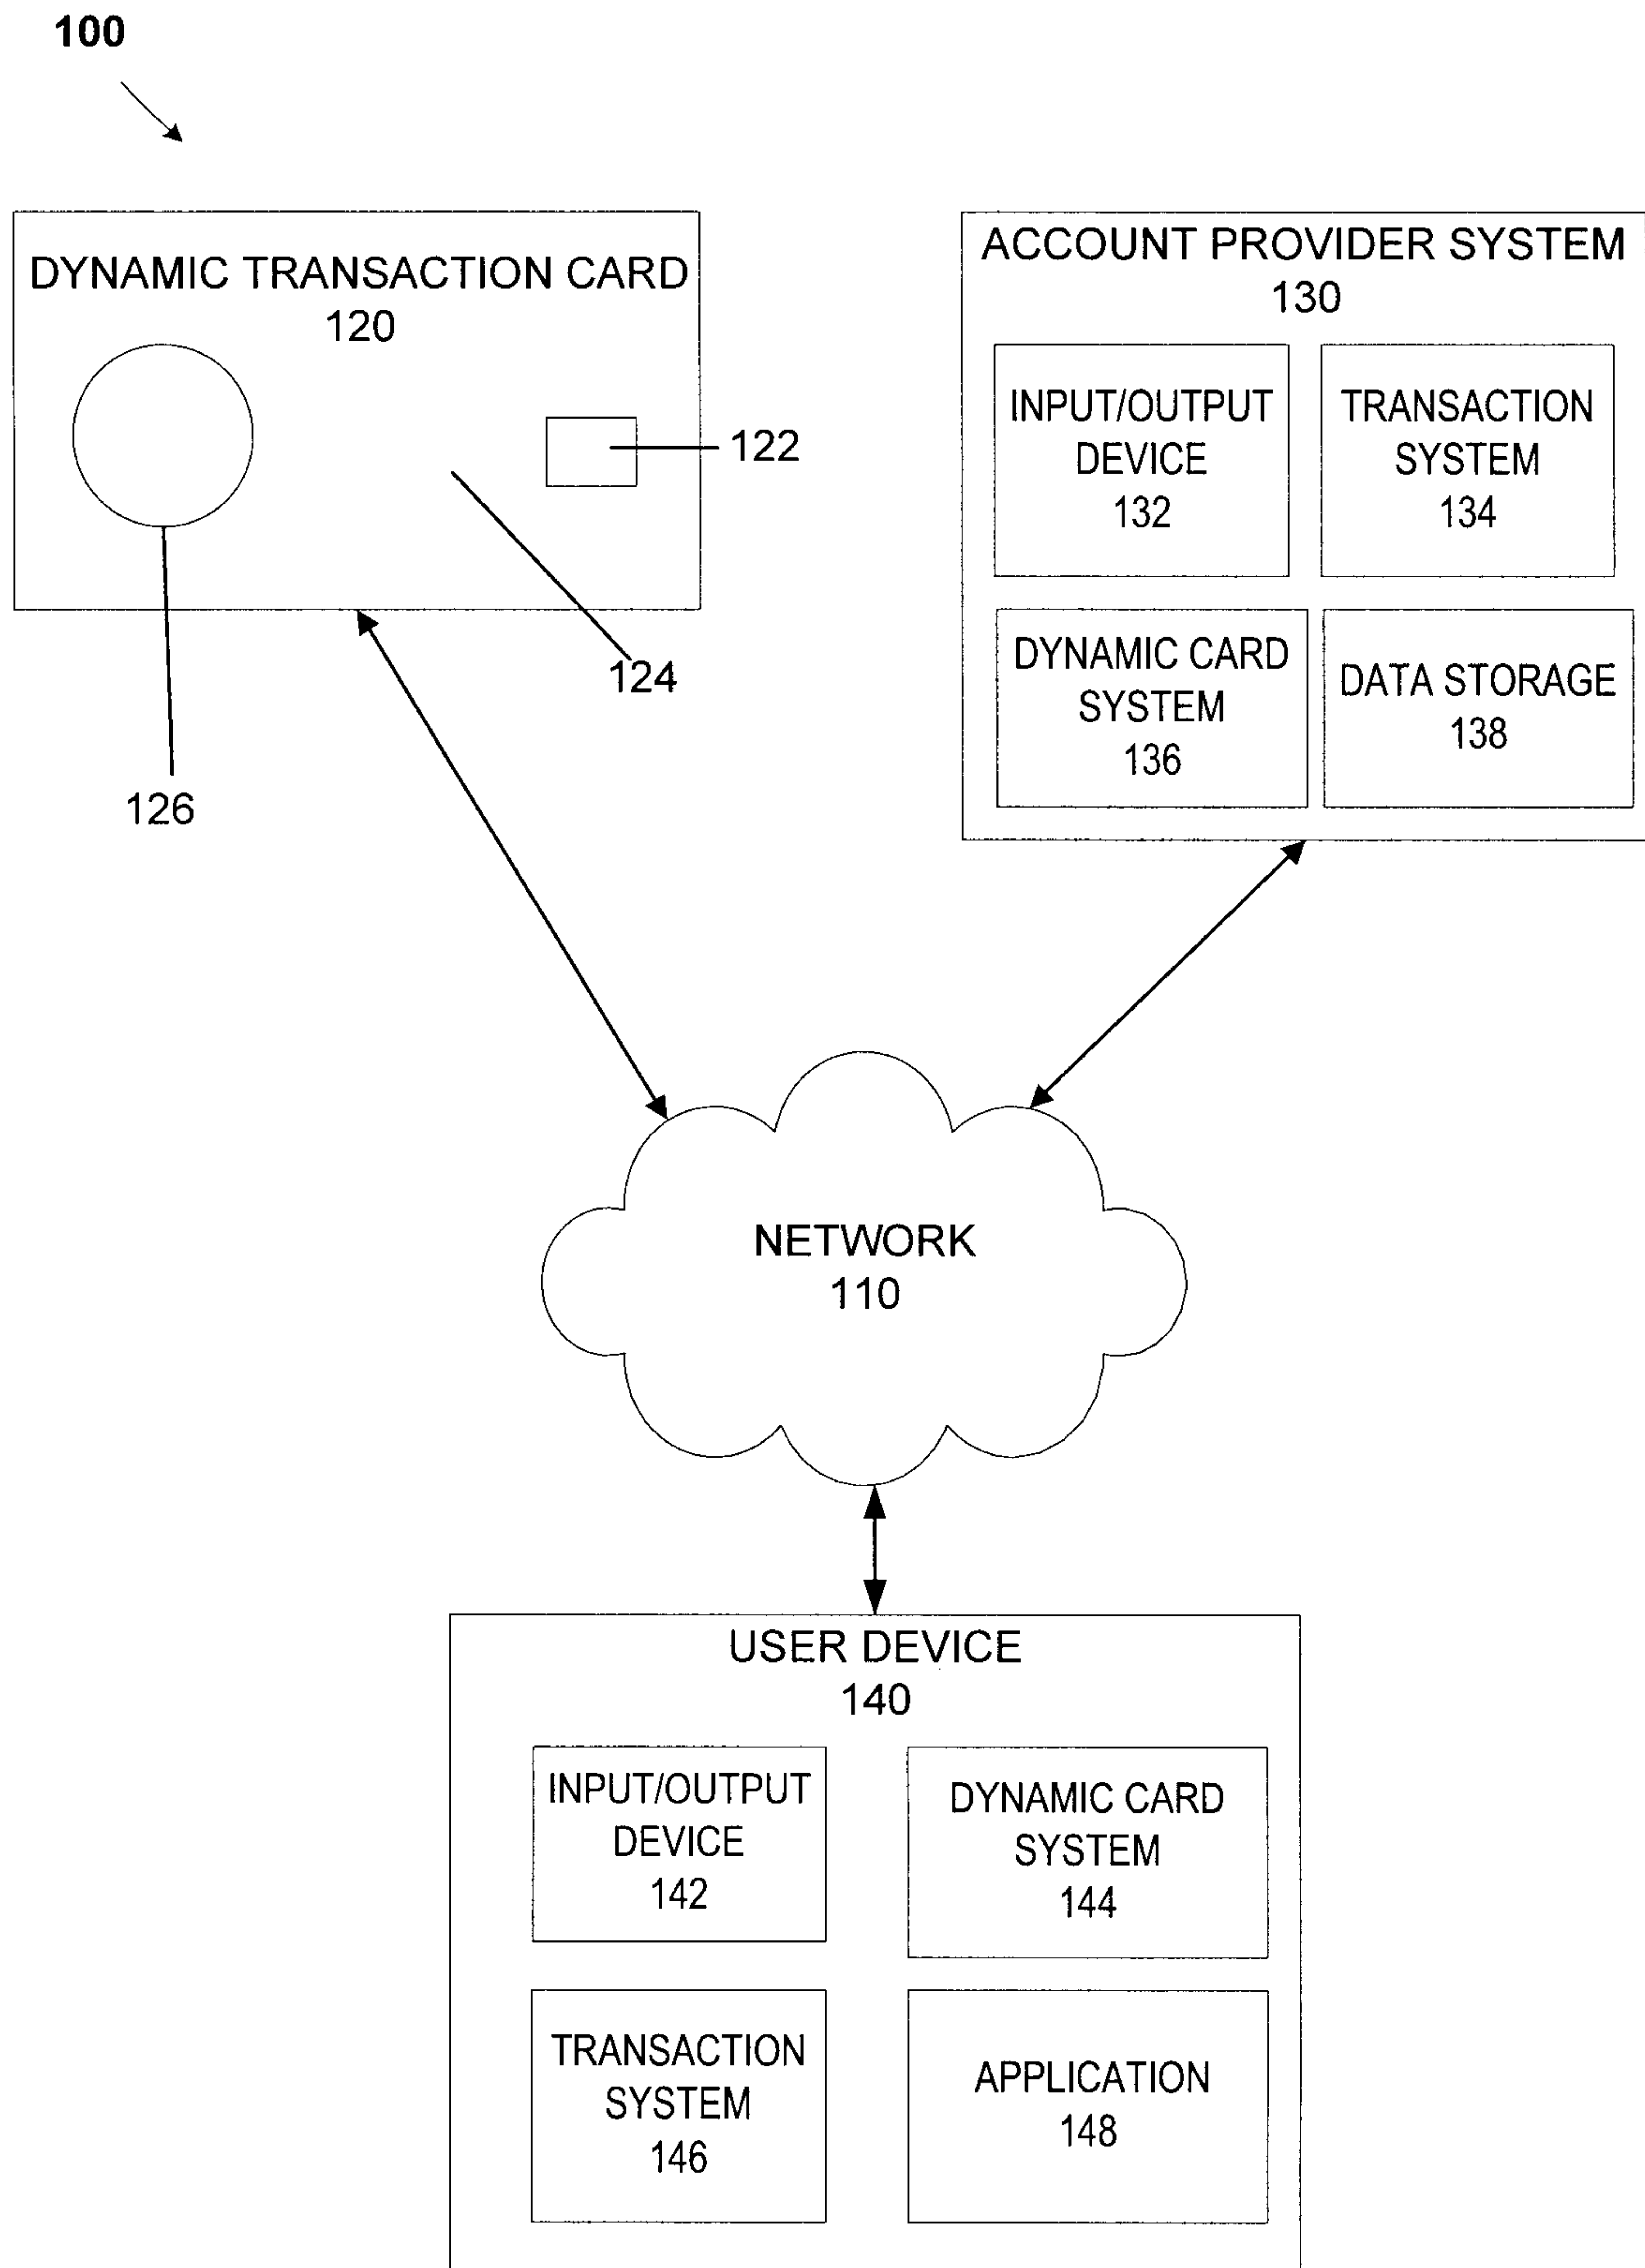 100
DYNAMIC TRANSACTION CARD
120
122
124
126
ACCOUNT PROVIDER SYSTEM
130
INPUT/OUTPUT
DEVICE
132
TRANSACTION
SYSTEM
134
DYNAMIC CARD
SYSTEM
136
DATA STORAGE
138
NETWORK
110
USER DEVICE
140
INPUT/OUTPUT
DEVICE
142
DYNAMIC CARD
SYSTEM
144
TRANSACTION
SYSTEM
146
APPLICATION
148